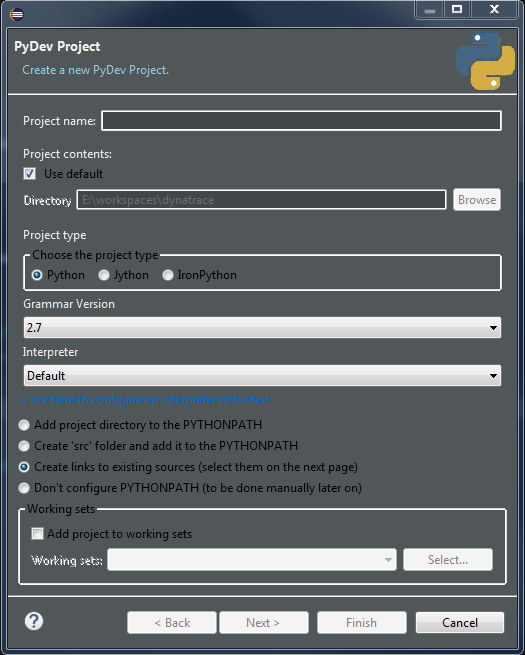 PyDev Project
Create a new PyDev Project.
Project name:
Project contents:
Use default
Directory E:\workspaces\dynatrace Browse
Project type
Choose the project type
Python Jython IronPython
Grammar Version
2.7
Interpreter
Default
Click here to configure an interpreter not listed.
Add project directory to the PYTHONPATH
Create 'src' folder and add it to the PYTHONPATH
Create links to existing sources (select them on the next page)
Don't configure PYTHONPATH (to be done manually later on)
Working sets
Add project to working sets
Working sets: Select...
? < Back Next > Finish Cancel